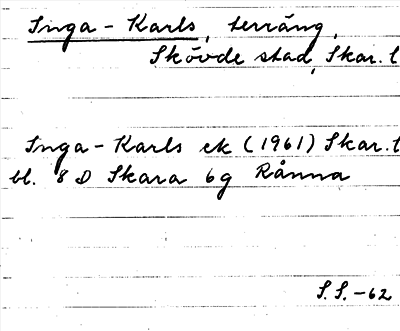 Inga-Karls, terräng,
Skövde stad, Skar. l
Inga-Karls ek (1961) Skar. l
bl. 8 D Skara 6g Rånna
S. S. -62